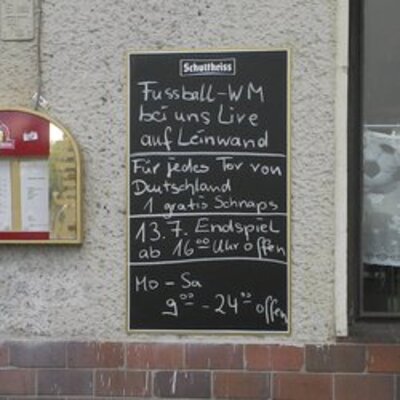 Schultheiss
Fussball-WM
bei uns Live
auf Leinwand
Für jedes Tor von
Deutschland
1 gratis Schnaps
13.7. Endspiel
ab 16⁰⁰ Uhr offen
Mo - Sa
9⁰⁰ - 24⁰⁰ offen